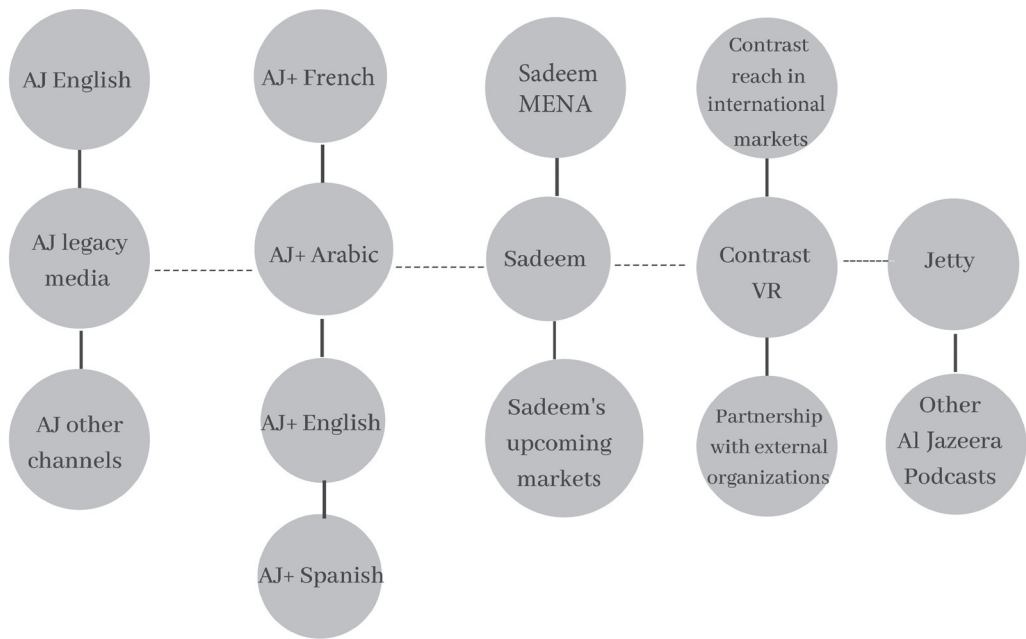 AJ English
AJ legacy
media
AJ other
channels
AJ+ French
AJ+ Arabic
AJ+ English
AJ+ Spanish
Sadeem
MENA
Sadeem
Sadeem's
upcoming
markets
Contrast
reach in
international
markets
Contrast
VR
Partnership
with external
organizations
Jetty
Other
Al Jazeera
Podcasts